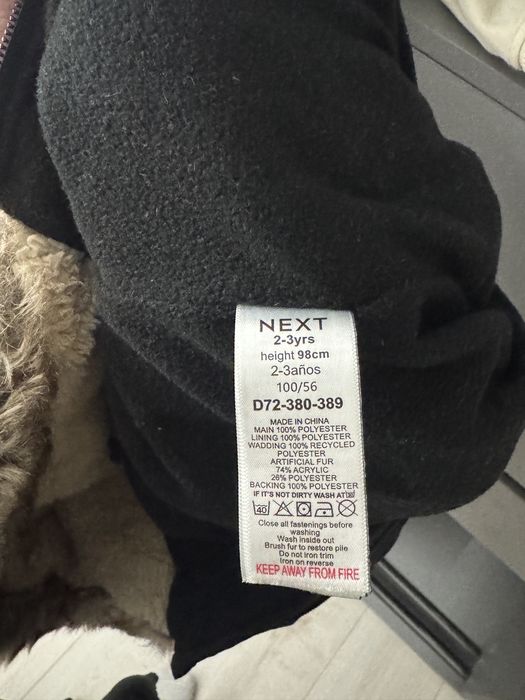 NEXT
2-3yrs
height 98cm
2-3años
100/56
D72-380-389
MADE IN CHINA
MAIN 100% POLYESTER
LINING 100% POLYESTER
WADDING 100% RECYCLED
POLYESTER
ARTIFICIAL FUR
74% ACRYLIC
26% POLYESTER
BACKING 100% POLYESTER
IF IT'S NOT DIRTY WASH AT
40
Close all fastenings before
washing
Wash inside out
Brush fur to restore pile
Do not iron trim
Iron on reverse
KEEP AWAY FROM FIRE